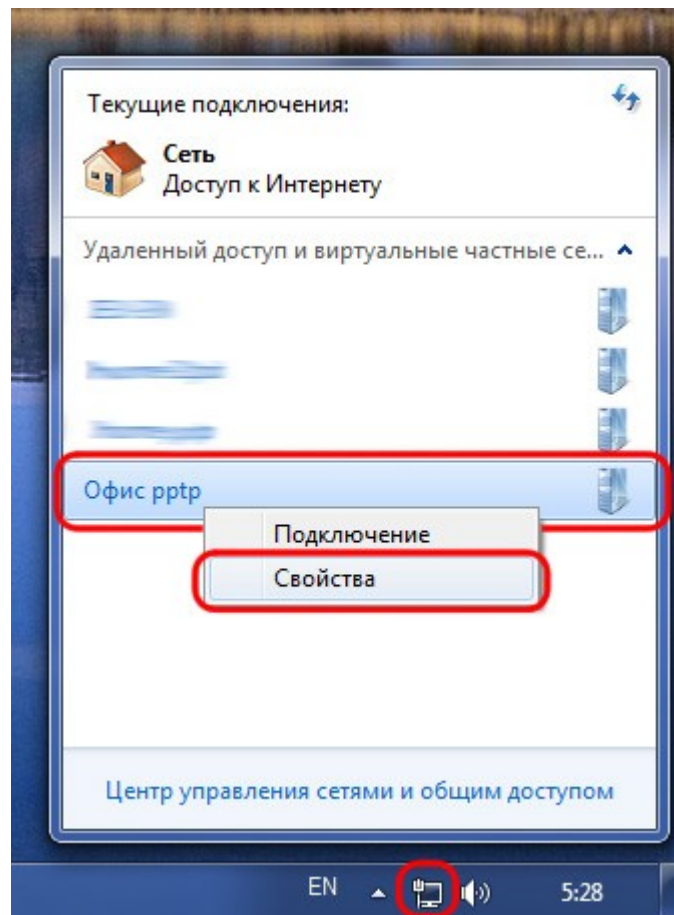 Текущие подключения:
Сеть
Доступ к Интернету
Удаленный доступ и виртуальные частные се...
Офис pptp
Подключение
Свойства
Центр управления сетями и общим доступом
EN
5:28